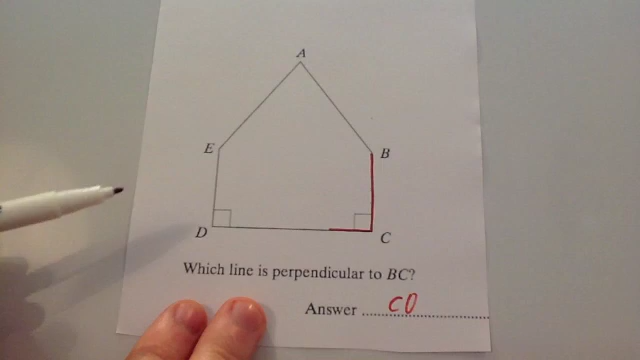 A
E
B
D
C
Which line is perpendicular to BC?
Answer ........................ CD